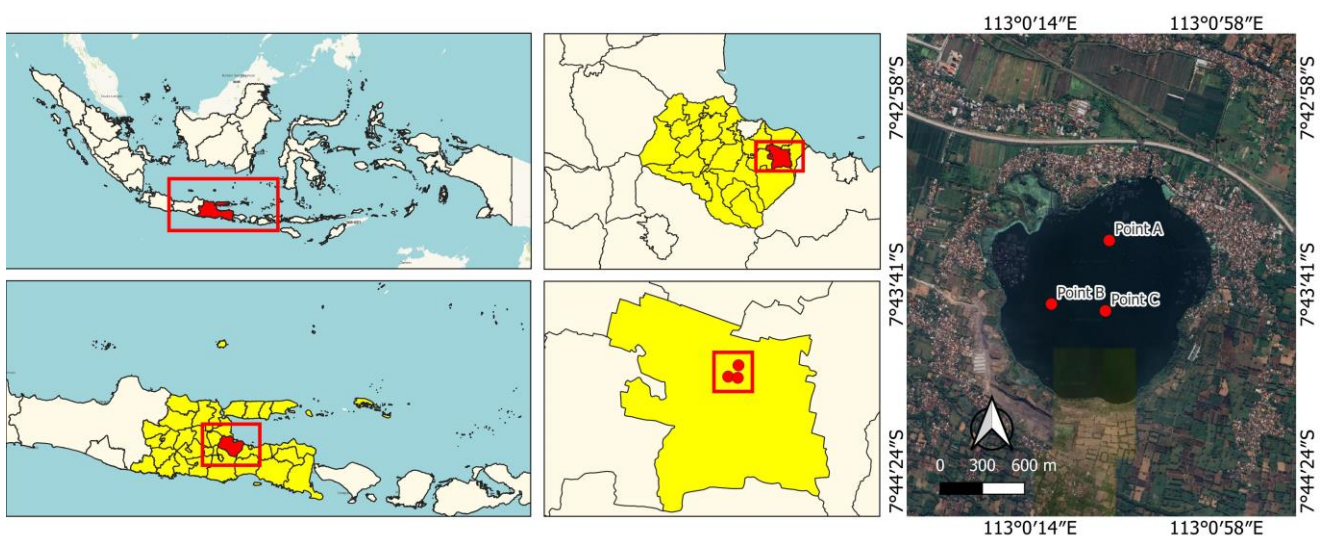 113°0′14″E
113°0′58″E
7°42′58″S
7°42′58″S
Point A
7°43′41″S
7°43′41″S
Point B
Point C
7°44′24″S
7°44′24″S
0 300 600 m
113°0′14″E
113°0′58″E